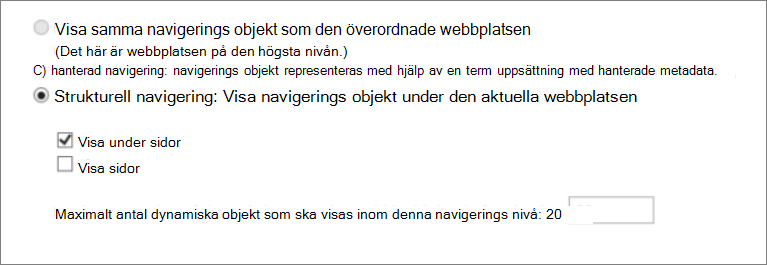 Visa samma navigerings objekt som den överordnade webbplatsen
(Det här är webbplatsen på den högsta nivån.)
C) hanterad navigering: navigerings objekt representeras med hjälp av en term uppsättning med hanterade metadata.
Strukturell navigering: Visa navigerings objekt under den aktuella webbplatsen
Visa under sidor
Visa sidor
Maximalt antal dynamiska objekt som ska visas inom denna navigerings nivå: 20